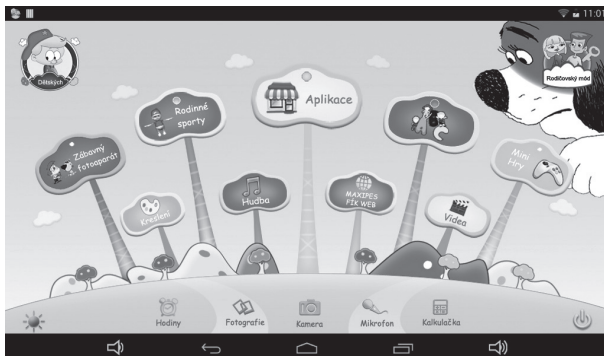 11:01
Dětských
Rodičovský mód
Aplikace
Rodinné
sporty
Zábavný
fotoaparát
Mini
Hry
Kreslení
Hudba
MAXIPES
FÍK WEB
Videa
Hodiny
Fotografie
Kamera
Mikrofon
Kalkulačka